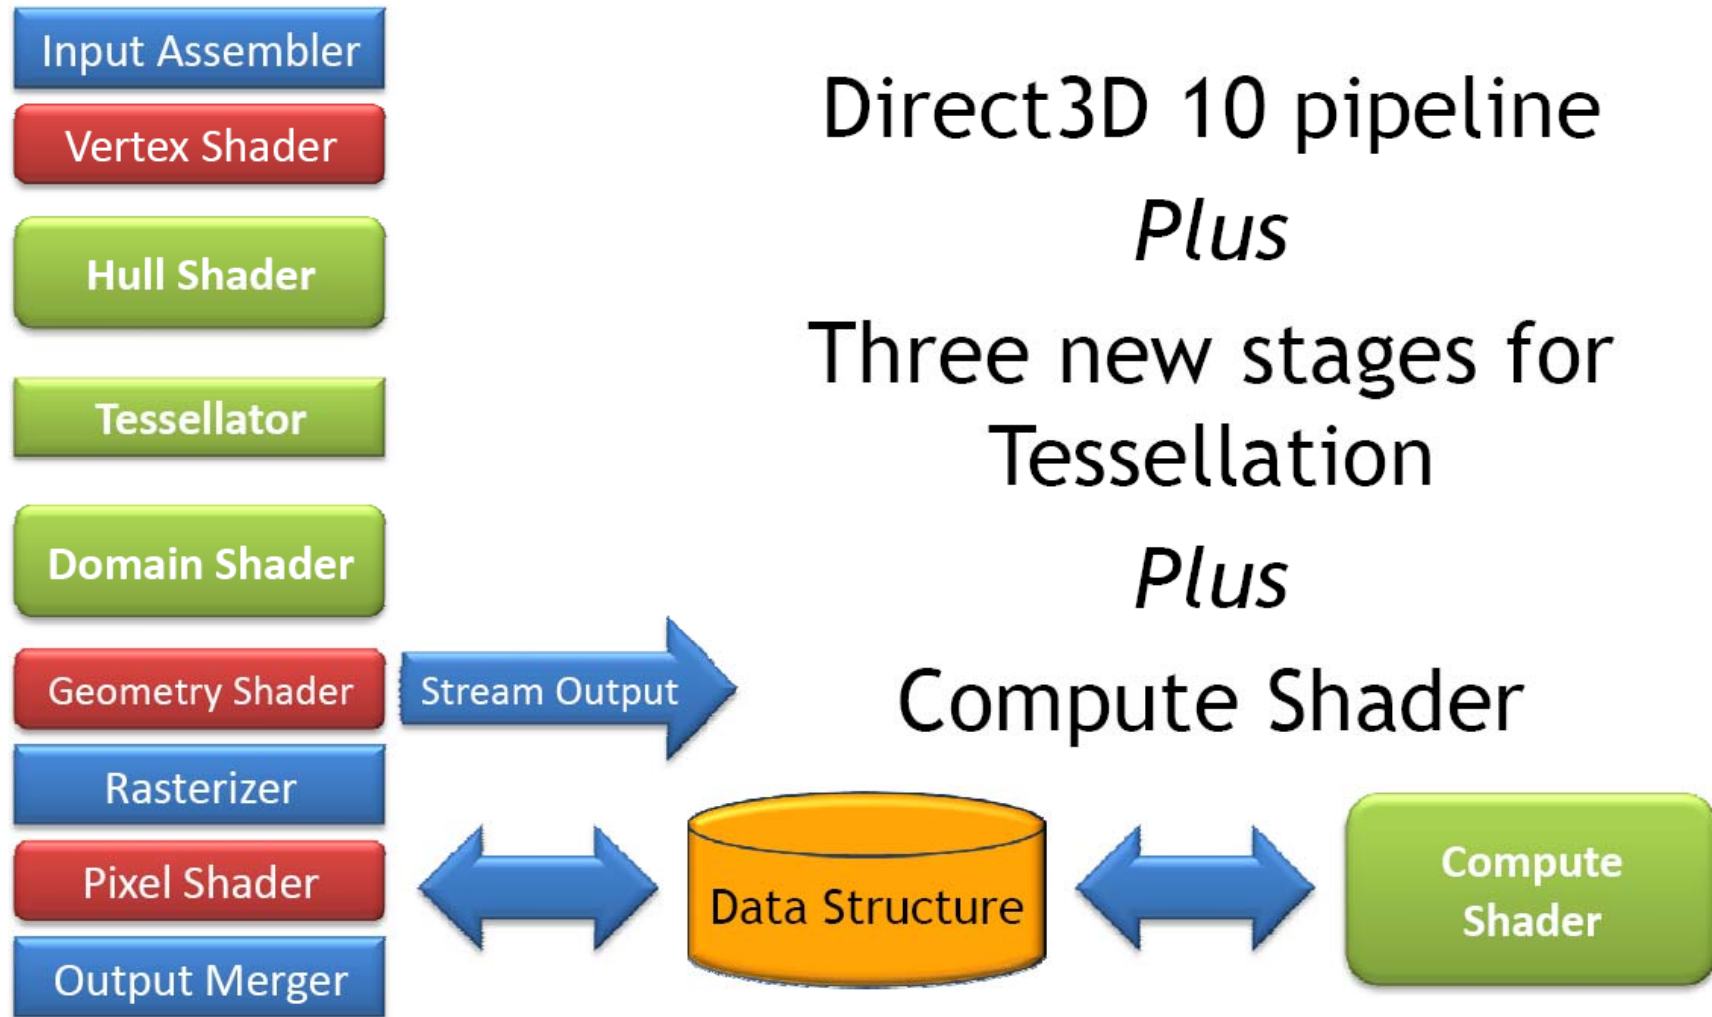 Input Assembler
Vertex Shader
Hull Shader
Tessellator
Domain Shader
Geometry Shader
Stream Output
Rasterizer
Pixel Shader
Output Merger
Direct3D 10 pipeline
Plus
Three new stages for
Tessellation
Plus
Compute Shader
Data Structure
Compute
Shader